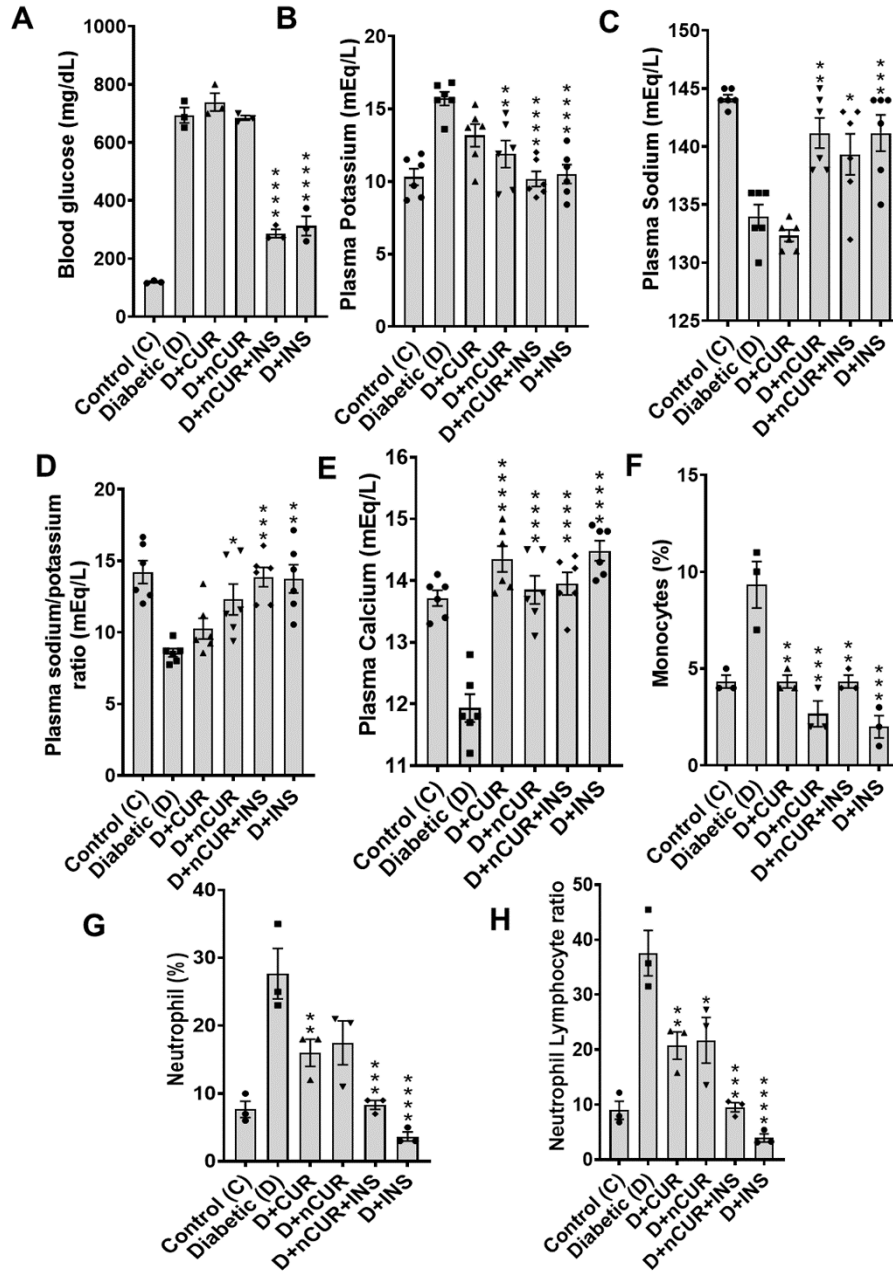 A
Blood glucose (mg/dL)
1000
800
600
400
200
0
****
****
Control (C)
Diabetic (D)
D+CUR
D+nCUR
D+nCUR+INS
D+INS
B
Plasma Potassium (mEq/L)
20
15
10
5
0
**
****
****
Control (C)
Diabetic (D)
D+CUR
D+nCUR
D+nCUR+INS
D+INS
C
Plasma Sodium (mEq/L)
145
140
135
130
125
**
*
***
Control (C)
Diabetic (D)
D+CUR
D+nCUR
D+nCUR+INS
D+INS
D
Plasma sodium/potassium
ratio (mEq/L)
20
15
10
5
0
*
***
**
Control (C)
Diabetic (D)
D+CUR
D+nCUR
D+nCUR+INS
D+INS
E
Plasma Calcium (mEq/L)
16
15
14
13
12
11
****
****
****
****
Control (C)
Diabetic (D)
D+CUR
D+nCUR
D+nCUR+INS
D+INS
F
Monocytes (%)
15
10
5
0
**
***
**
***
Control (C)
Diabetic (D)
D+CUR
D+nCUR
D+nCUR+INS
D+INS
G
Neutrophil (%)
40
30
20
10
0
**
***
****
Control (C)
Diabetic (D)
D+CUR
D+nCUR
D+nCUR+INS
D+INS
H
Neutrophil Lymphocyte ratio
50
40
30
20
10
0
**
*
***
****
Control (C)
Diabetic (D)
D+CUR
D+nCUR
D+nCUR+INS
D+INS